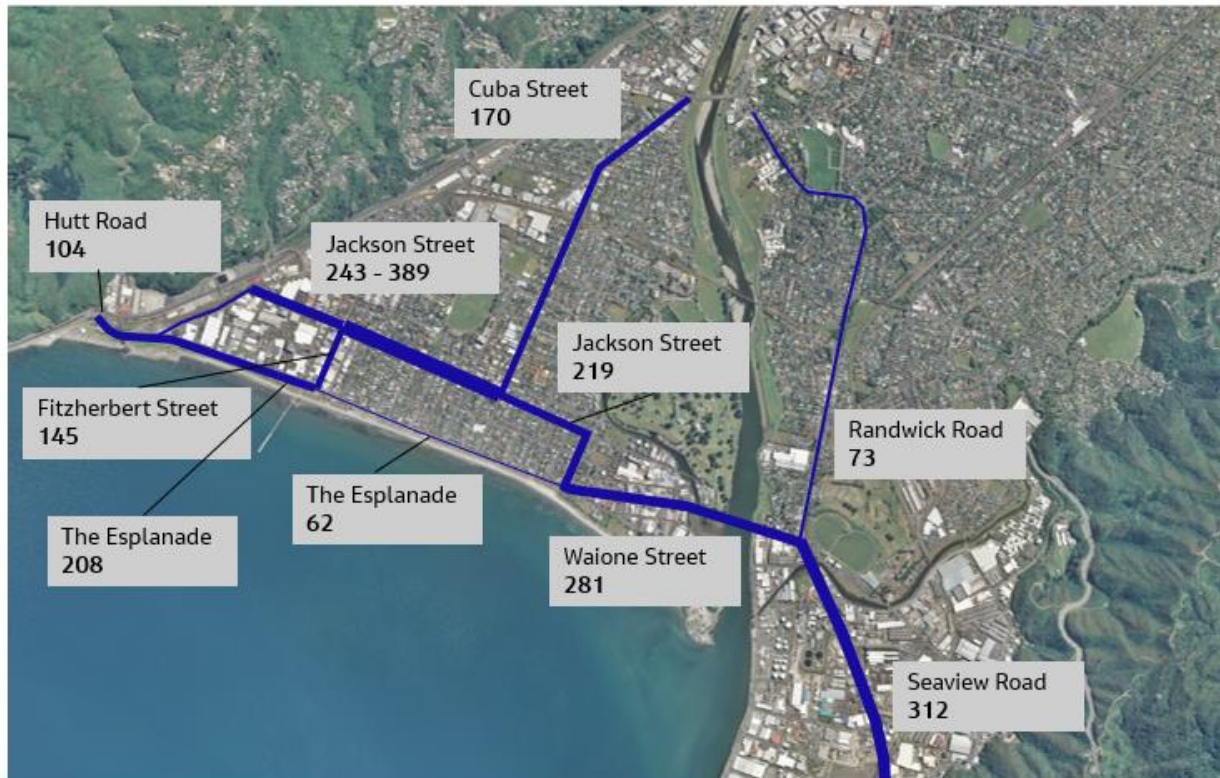 Cuba Street
170
Hutt Road
104
Jackson Street
243 - 389
Jackson Street
219
Fitzherbert Street
145
Randwick Road
73
The Esplanade
62
The Esplanade
208
Waione Street
281
Seaview Road
312